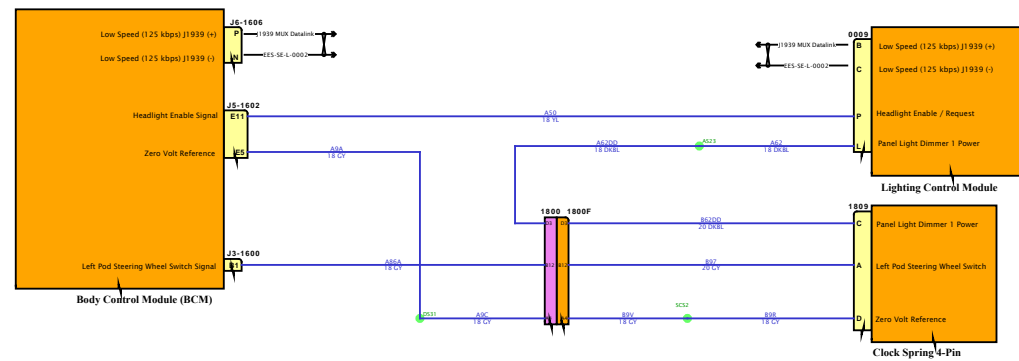 J6-1606
Low Speed (125 kbps) J1939 (+)
P
J1939 MUX Datalink
Low Speed (125 kbps) J1939 (-)
N
EES-SE-L-0002
0009
J1939 MUX Datalink
B
Low Speed (125 kbps) J1939 (+)
EES-SE-L-0002
C
Low Speed (125 kbps) J1939 (-)
J5-1602
Headlight Enable Signal
E11
A50
18 YL
P
Headlight Enable / Request
Zero Volt Reference
E5
A9A
18 GY
A62DD
18 DKBL
AS23
A62
18 DKBL
L
Panel Light Dimmer 1 Power
Lighting Control Module
1800
1800F
1809
D3
D3
B62DD
20 DKBL
C
Panel Light Dimmer 1 Power
J3-1600
Left Pod Steering Wheel Switch Signal
B1
A86A
18 GY
B12
B12
B97
20 GY
A
Left Pod Steering Wheel Switch
Body Control Module (BCM)
DS31
A9C
18 GY
B9V
18 GY
SCS2
B9R
18 GY
D
Zero Volt Reference
Clock Spring 4-Pin